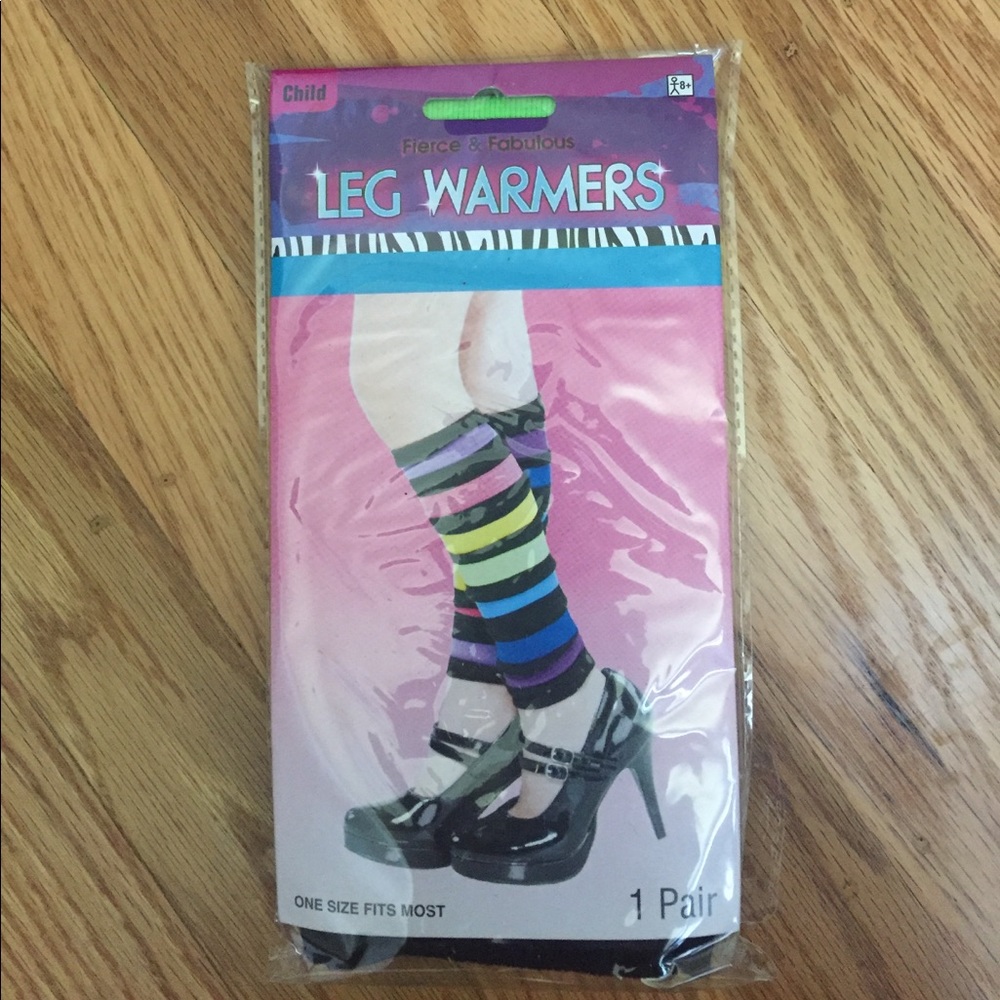 Child
8+
Fierce & Fabulous
LEG WARMERS
ONE SIZE FITS MOST
1 Pair